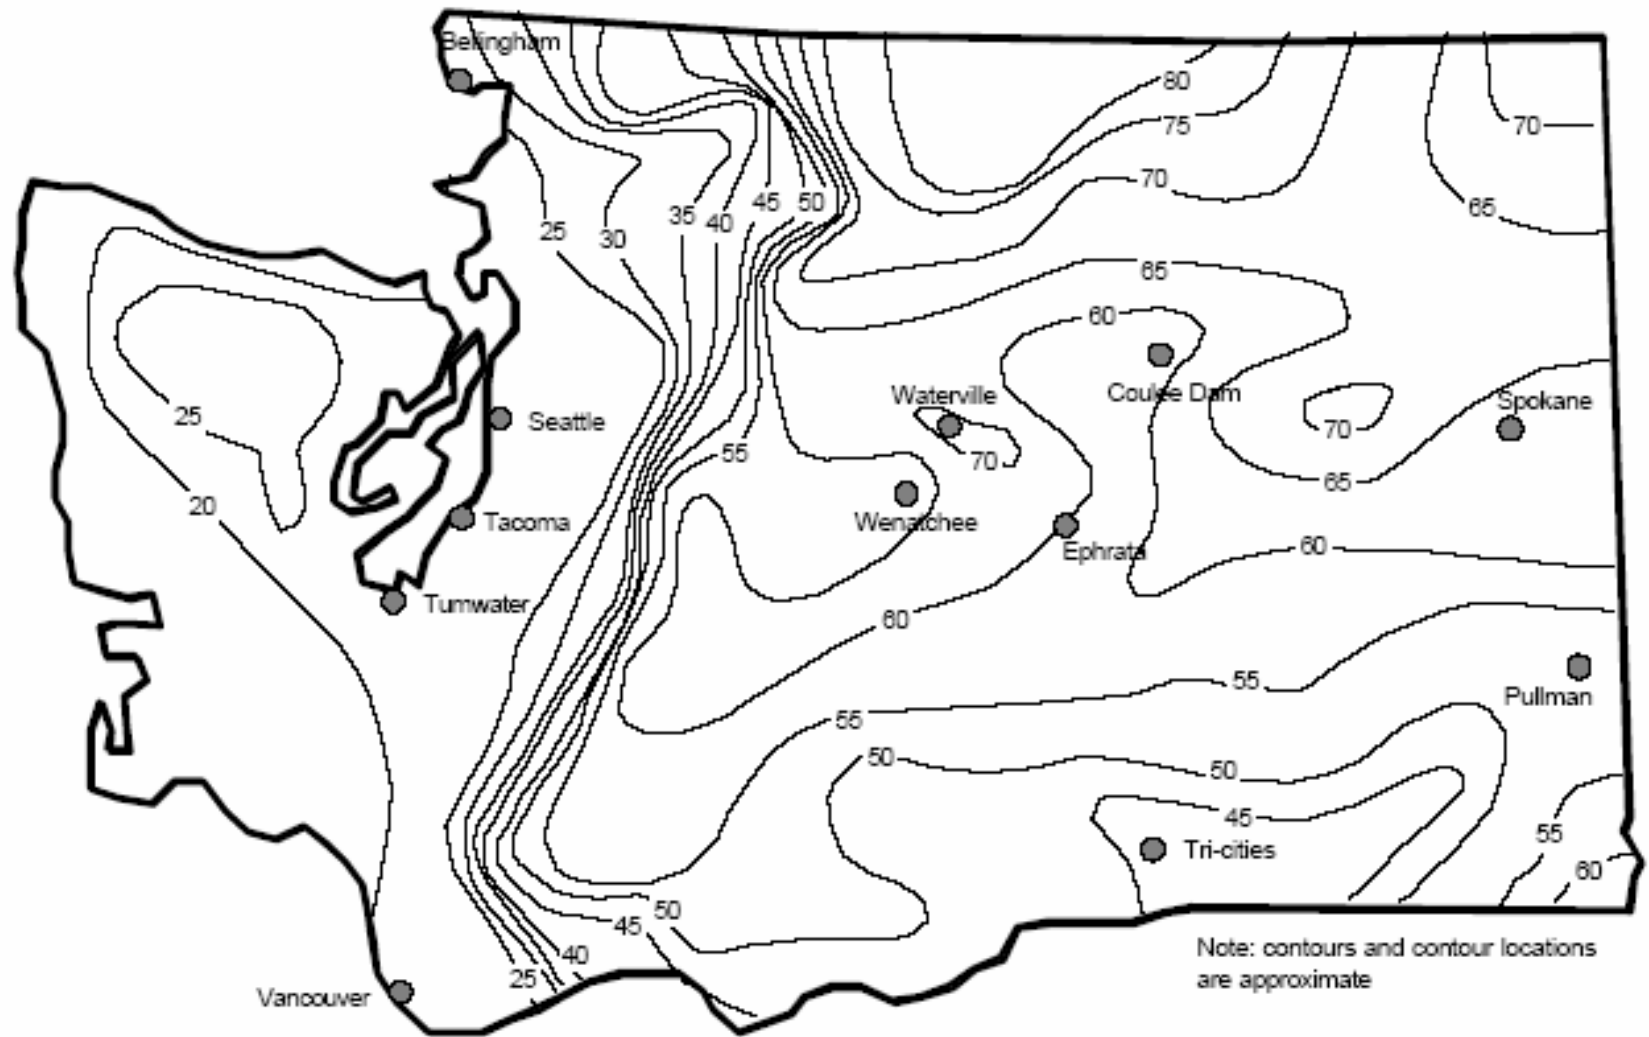 Bellingham
80
75
70
70
65
45
50
35
40
25
30
65
60
Waterville
Coulee Dam
Spokane
25
Seattle
70
55
70
65
20
Tacoma
Wenatchee
Ephrata
60
Tumwater
60
55
Pullman
55
50
50
45
55
Tri-cities
60
50
45
40
25
Vancouver
Note: contours and contour locations
are approximate